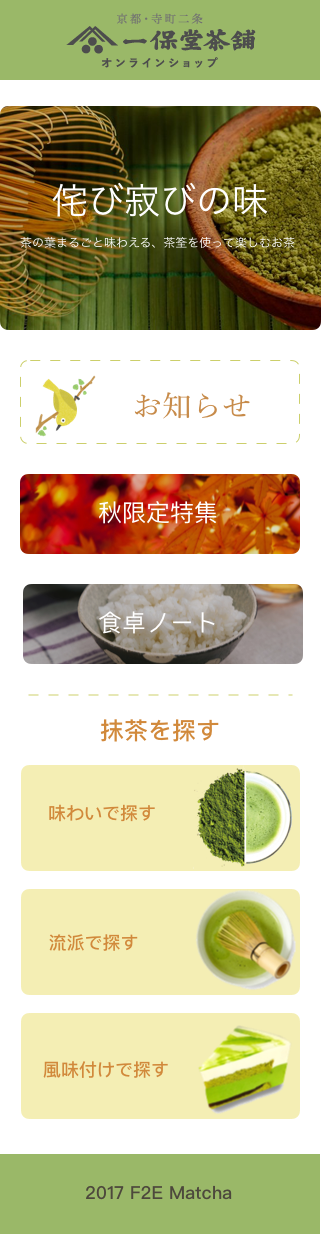 京都・寺町二条
一保堂茶舗
オンラインショップ
侘び寂びの味
茶の葉まるごと味わえる、茶筌を使って楽しむお茶
お知らせ
秋限定特集
食卓ノート
抹茶を探す
味わいで探す
流派で探す
風味付けで探す
2017 F2E Matcha